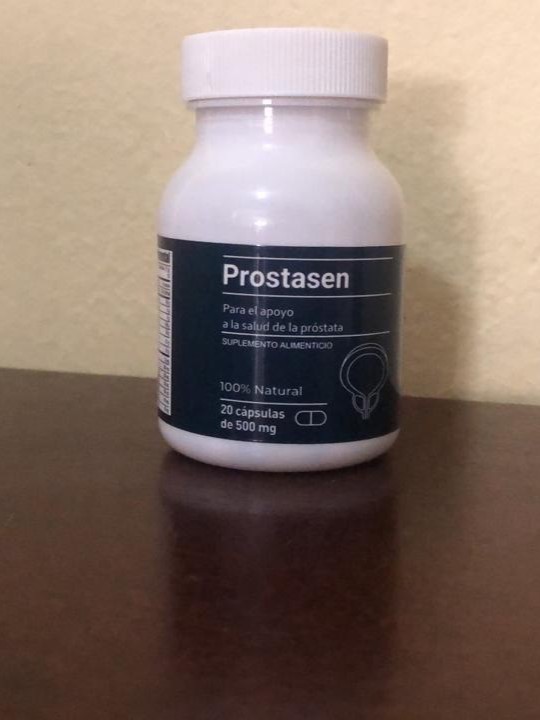 Prostasen
Para el apoyo
a la salud de la próstata
SUPLEMENTO ALIMENTICIO
100% Natural
20 cápsulas
de 500 mg